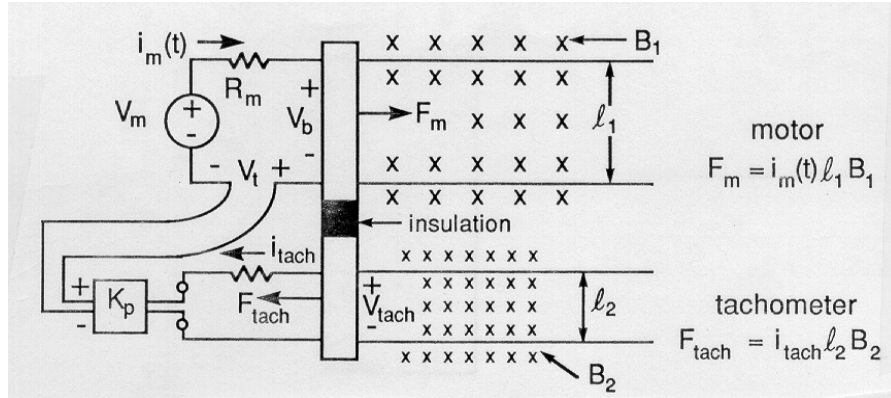 i_m(t)
R_m
V_m
+
-
+
V_b
-
- V_t +
F_m
x x x x x
B_1
x x x x x
x x x
ℓ_1
x x x x x
x x x x x
motor
F_m = i_m(t) ℓ_1 B_1
insulation
i_tach
+
K_p
-
F_tach
+
V_tach
-
x x x x x x
x x x x x
x x x x x
x x x x x
x x x x x x
ℓ_2
B_2
tachometer
F_tach = i_tach ℓ_2 B_2